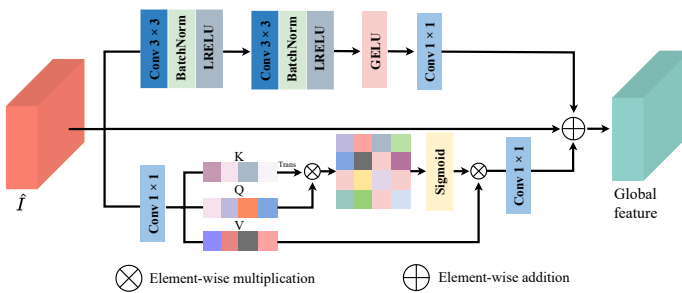 Conv 3 × 3
BatchNorm
LRELU
Conv 3 × 3
BatchNorm
LRELU
GELU
Conv 1 × 1
Î
Conv 1 × 1
K
Trans
Q
V
Sigmoid
Conv 1 × 1
Global
feature
Element-wise multiplication
Element-wise addition